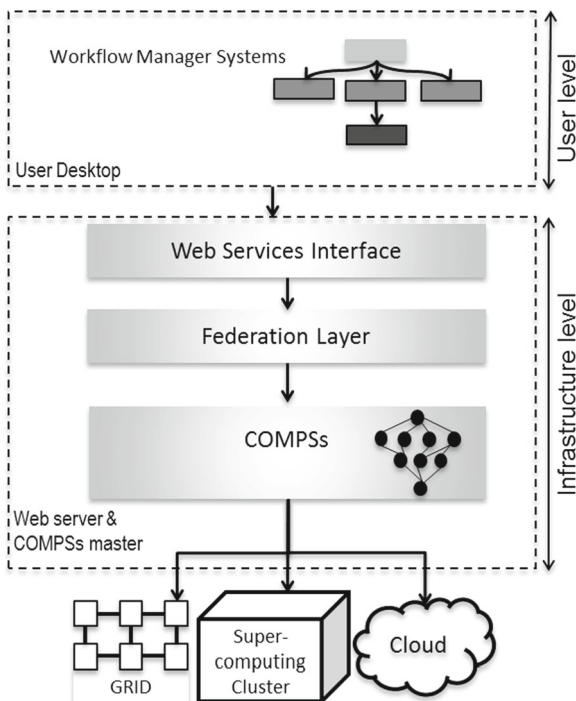 Workflow Manager Systems
User Desktop
User level
Web Services Interface
Federation Layer
COMPSs
Web server &
COMPSs master
Infrastructure level
GRID
Super-
computing
Cluster
Cloud